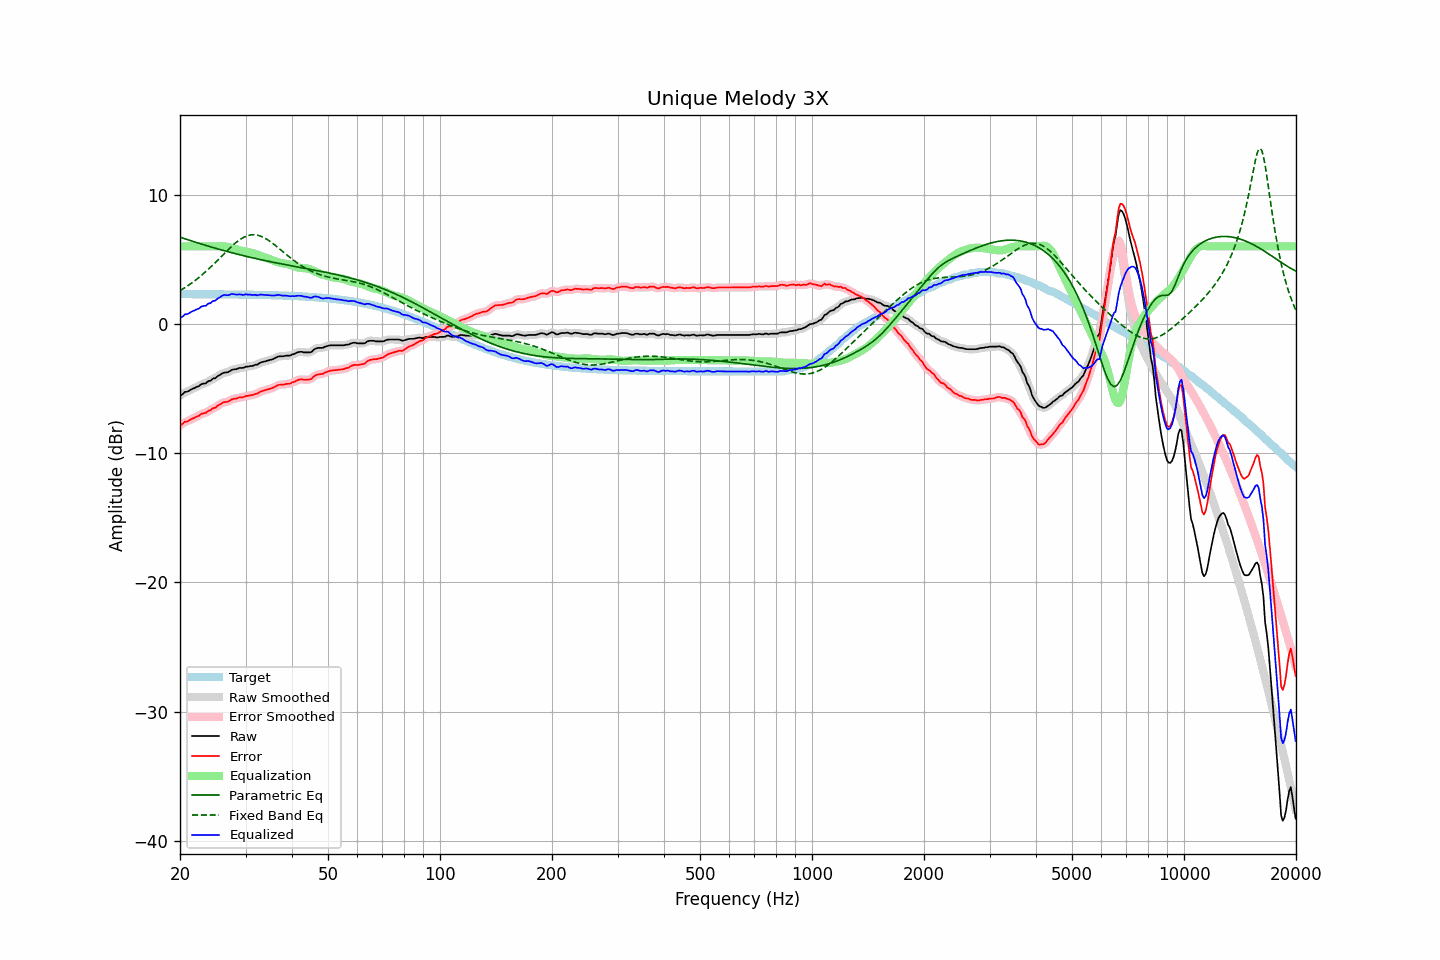 Unique Melody 3X
Amplitude (dBr)
10
0
−10
−20
−30
−40
Target
Raw Smoothed
Error Smoothed
Raw
Error
Equalization
Parametric Eq
Fixed Band Eq
Equalized
20 50 100 200 500 1000 2000 5000 10000 20000
Frequency (Hz)